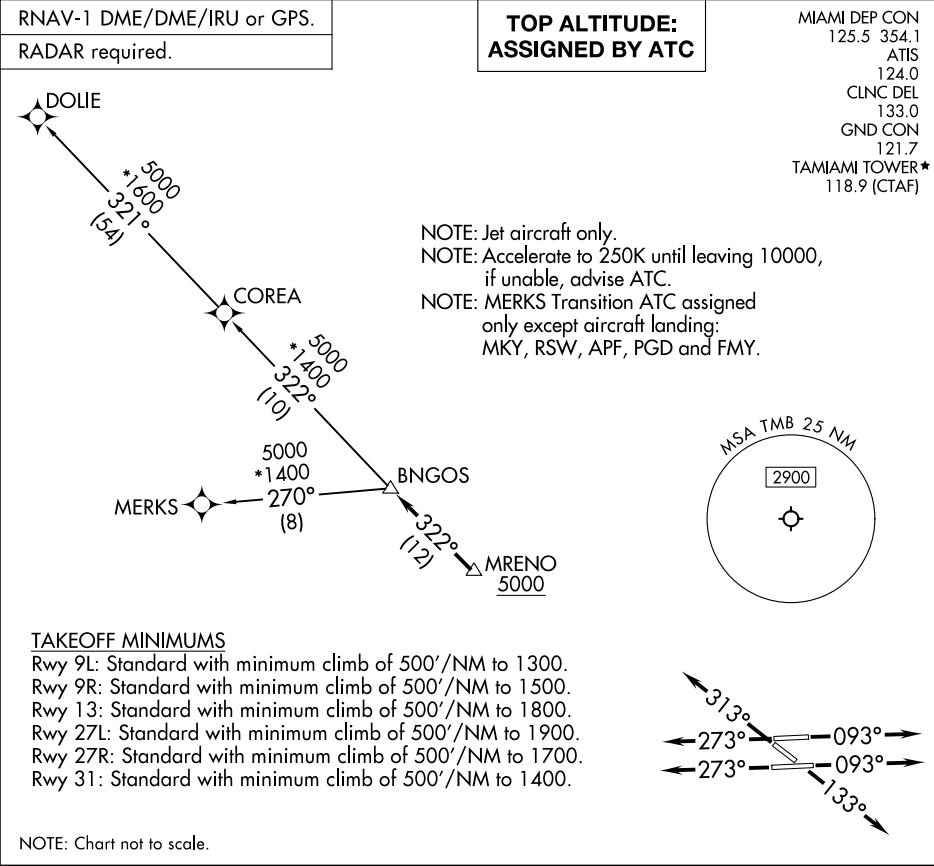 RNAV-1 DME/DME/IRU or GPS.
RADAR required.
TOP ALTITUDE:
ASSIGNED BY ATC
MIAMI DEP CON
125.5 354.1
ATIS
124.0
CLNC DEL
133.0
GND CON
121.7
TAMIAMI TOWER★
118.9 (CTAF)
DOLIE
5000
*1600
321°
(54)
NOTE: Jet aircraft only.
NOTE: Accelerate to 250K until leaving 10000,
if unable, advise ATC.
NOTE: MERKS Transition ATC assigned
only except aircraft landing:
MKY, RSW, APF, PGD and FMY.
COREA
5000
*1400
322°
(10)
MSA TMB 25 NM
2900
5000
*1400
270°
(8)
MERKS
BNGOS
322°
(12)
MRENO
5000
TAKEOFF MINIMUMS
Rwy 9L: Standard with minimum climb of 500'/NM to 1300.
Rwy 9R: Standard with minimum climb of 500'/NM to 1500.
Rwy 13: Standard with minimum climb of 500'/NM to 1800.
Rwy 27L: Standard with minimum climb of 500'/NM to 1900.
Rwy 27R: Standard with minimum climb of 500'/NM to 1700.
Rwy 31: Standard with minimum climb of 500'/NM to 1400.
313°
273° 093°
273° 093°
133°
NOTE: Chart not to scale.